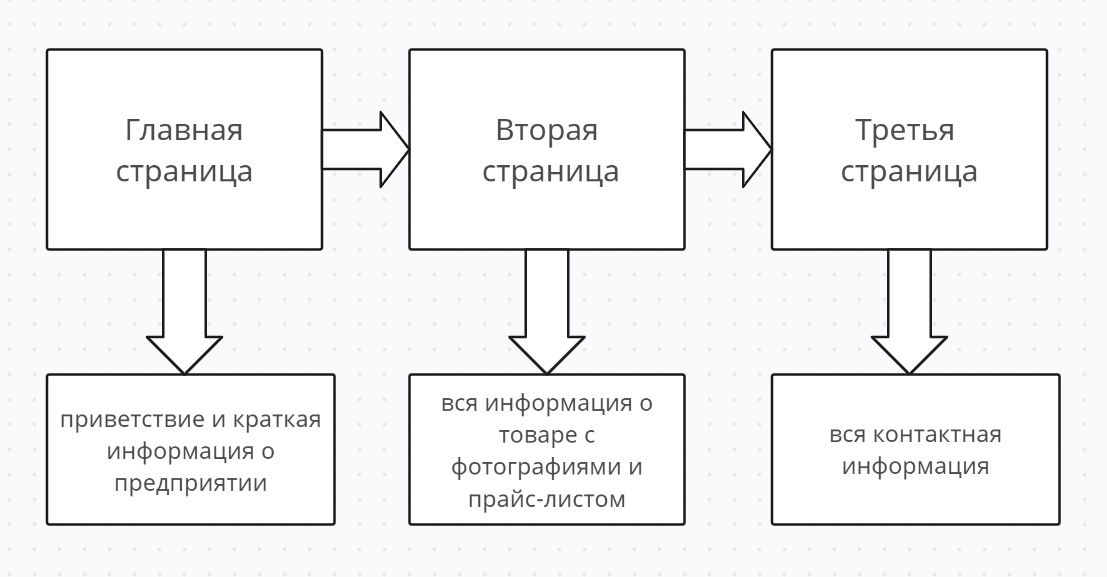 Главная
страница
Вторая
страница
Третья
страница
приветствие и краткая
информация о
предприятии
вся информация о
товаре с
фотографиями и
прайс-листом
вся контактная
информация